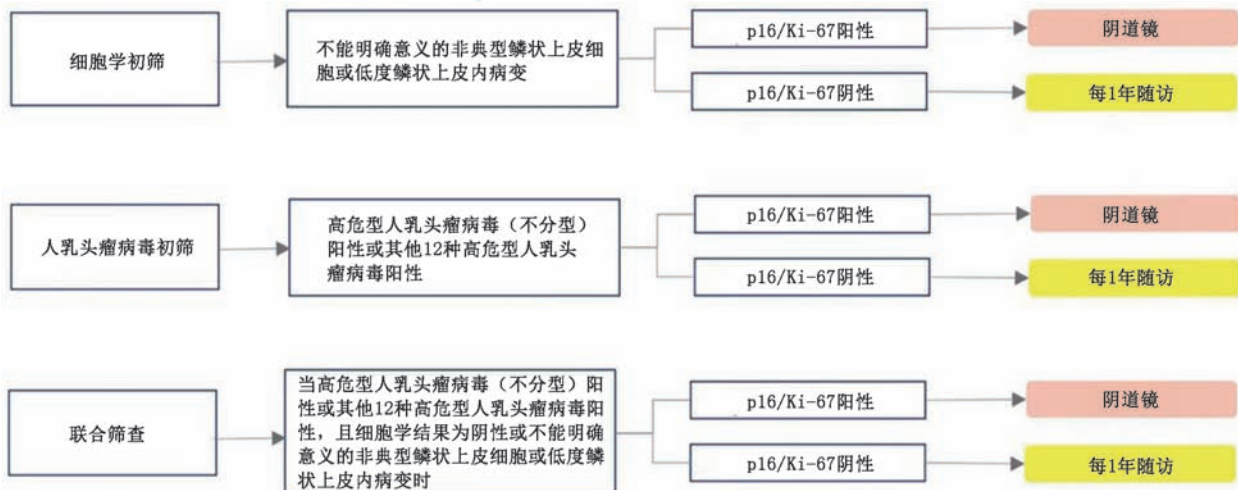 细胞学初筛
不能明确意义的非典型鳞状上皮细
胞或低度鳞状上皮内病变
p16/Ki-67阳性
阴道镜
p16/Ki-67阴性
每1年随访
人乳头瘤病毒初筛
高危型人乳头瘤病毒（不分型）
阳性或其他12种高危型人乳头
瘤病毒阳性
p16/Ki-67阳性
阴道镜
p16/Ki-67阴性
每1年随访
联合筛查
当高危型人乳头瘤病毒（不分型）阳
性或其他12种高危型人乳头瘤病毒阳
性，且细胞学结果为阴性或不能明确
意义的非典型鳞状上皮细胞或低度鳞
状上皮内病变时
p16/Ki-67阳性
阴道镜
p16/Ki-67阴性
每1年随访